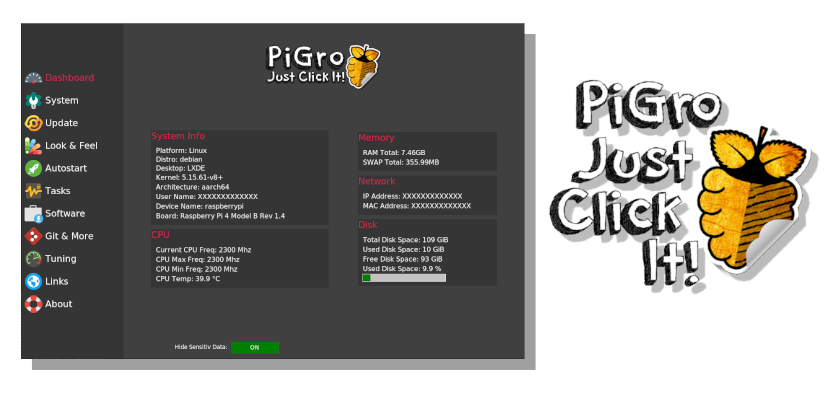 PiGro
Just Click It!
Dashboard
System
Update
Look & Feel
Autostart
Tasks
Software
Git & More
Tuning
Links
About
System Info
Platform: Linux
Distro: debian
Desktop: LXDE
Kernel: 5.15.61-v8+
Architecture: aarch64
User Name: XXXXXXXXXXXXX
Device Name: raspberrypi
Board: Raspberry Pi 4 Model B Rev 1.4
CPU
Current CPU Freq: 2300 Mhz
CPU Max Freq: 2300 Mhz
CPU Min Freq: 2300 Mhz
CPU Temp: 39.9 °C
Memory
RAM Total: 7.46GB
SWAP Total: 355.99MB
Network
IP Address: XXXXXXXXXXXXX
MAC Address: XXXXXXXXXXXXX
Disk
Total Disk Space: 109 GiB
Used Disk Space: 10 GiB
Free Disk Space: 93 GiB
Used Disk Space: 9.9 %
Hide Sensitiv Data: ON
PiGro
Just
Click
It!